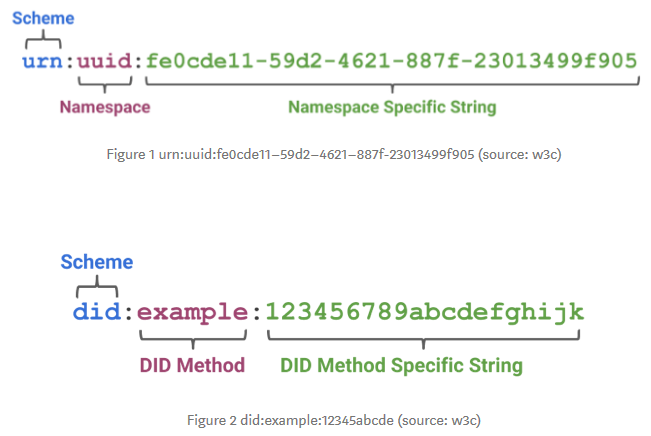 Scheme
urn:uuid:fe0cde11-59d2-4621-887f-23013499f905
Namespace Namespace Specific String
Figure 1 urn:uuid:fe0cde11–59d2–4621–887f-23013499f905 (source: w3c)
Scheme
did:example:123456789abcdefghijk
DID Method DID Method Specific String
Figure 2 did:example:12345abcde (source: w3c)